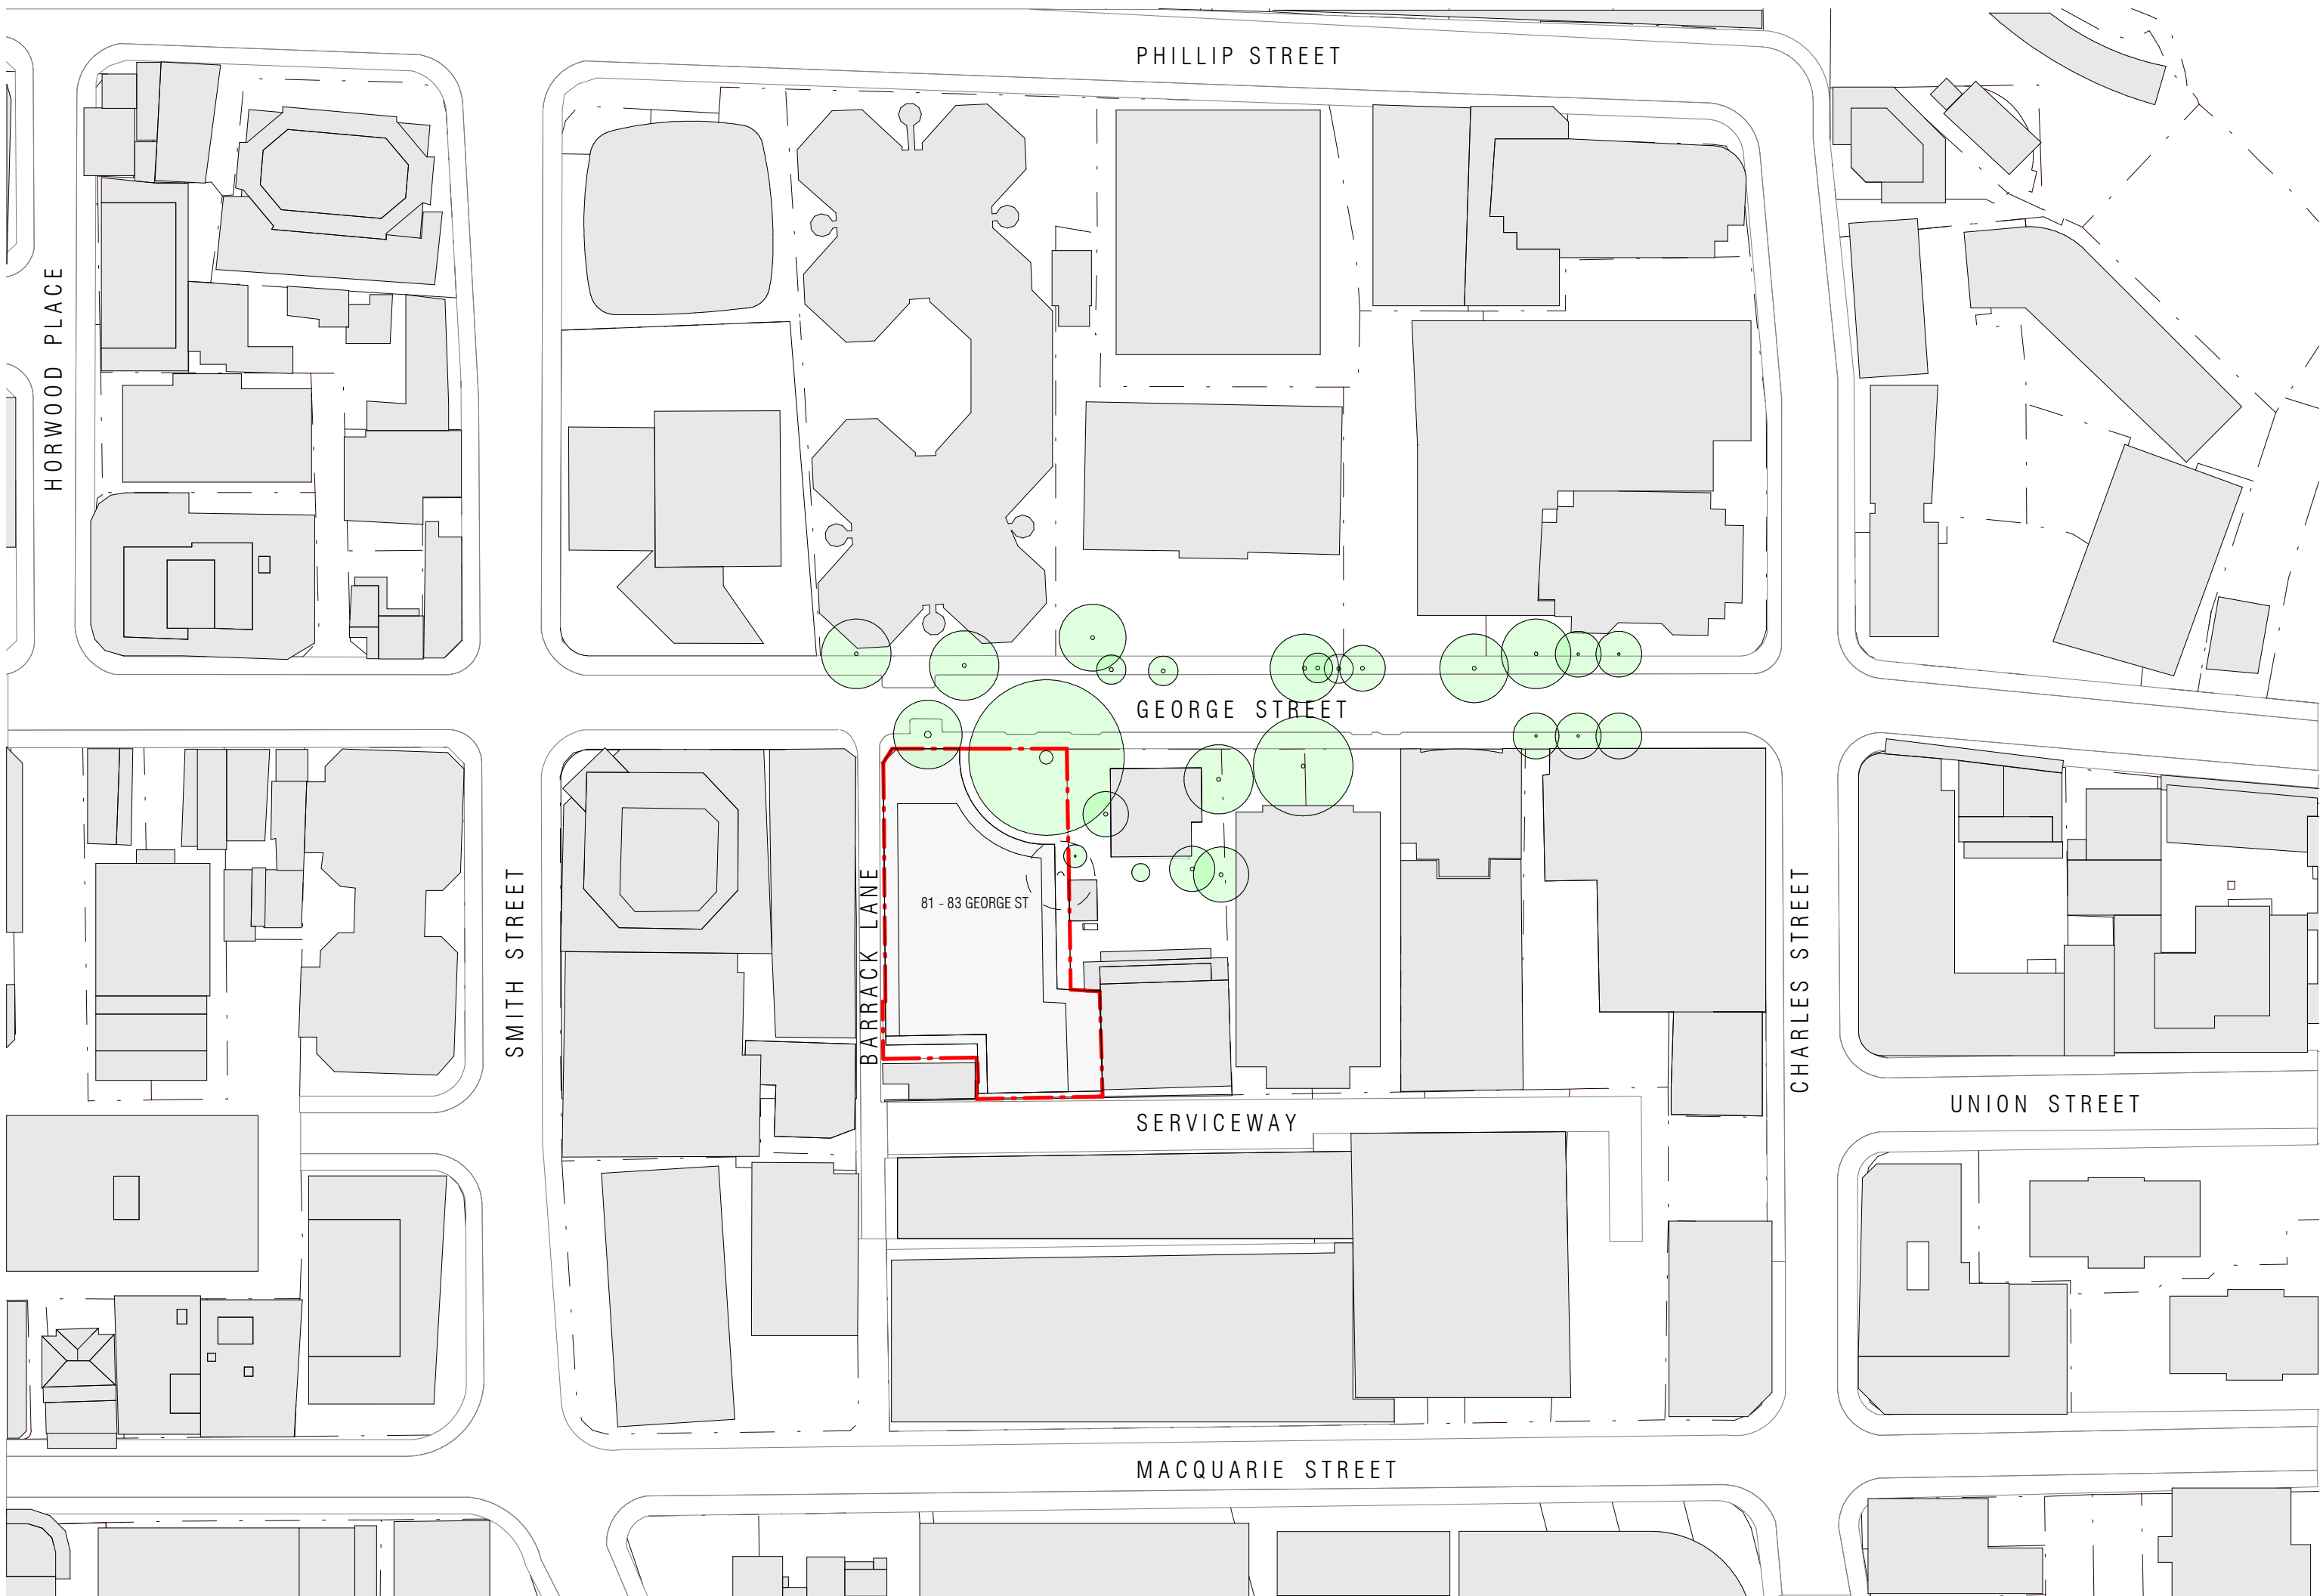 PHILLIP STREET
HORWOOD PLACE
GEORGE STREET
SMITH STREET
BARRACK LANE
81 - 83 GEORGE ST
CHARLES STREET
UNION STREET
SERVICEWAY
MACQUARIE STREET